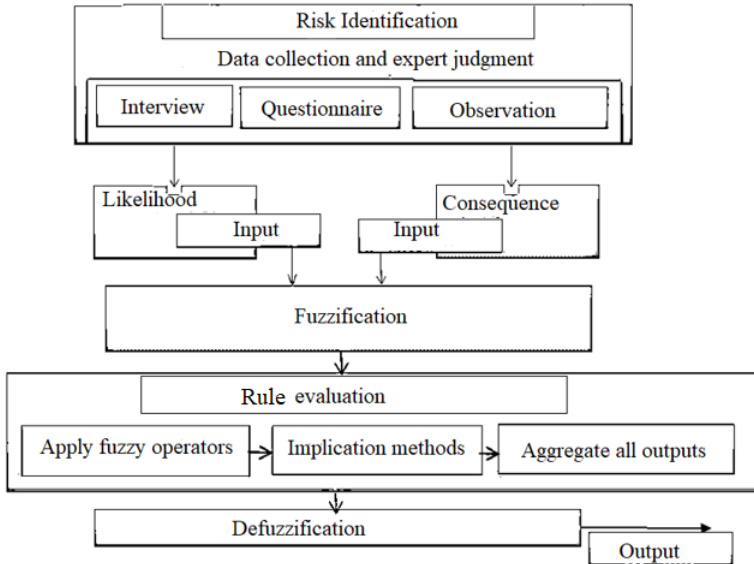 Risk Identification
Data collection and expert judgment
Interview
Questionnaire
Observation
Likelihood
Consequence
Input
Input
Fuzzification
Rule evaluation
Apply fuzzy operators
Implication methods
Aggregate all outputs
Defuzzification
Output